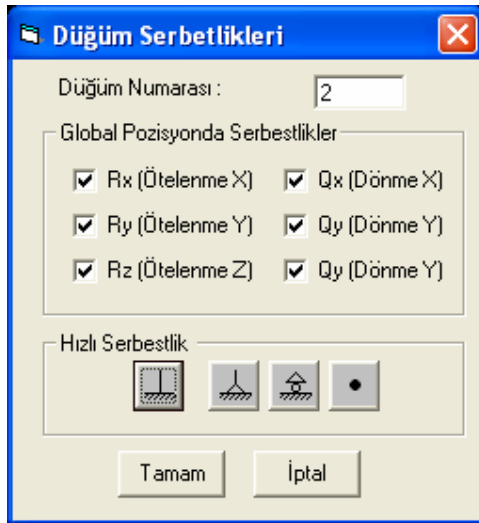 Düğüm Serbetlikleri
Düğüm Numarası : 2
Global Pozisyonda Serbestlikler
Rx (Ötelenme X) Qx (Dönme X)
Ry (Ötelenme Y) Qy (Dönme Y)
Rz (Ötelenme Z) Qy (Dönme Y)
Hızlı Serbestlik
Tamam İptal